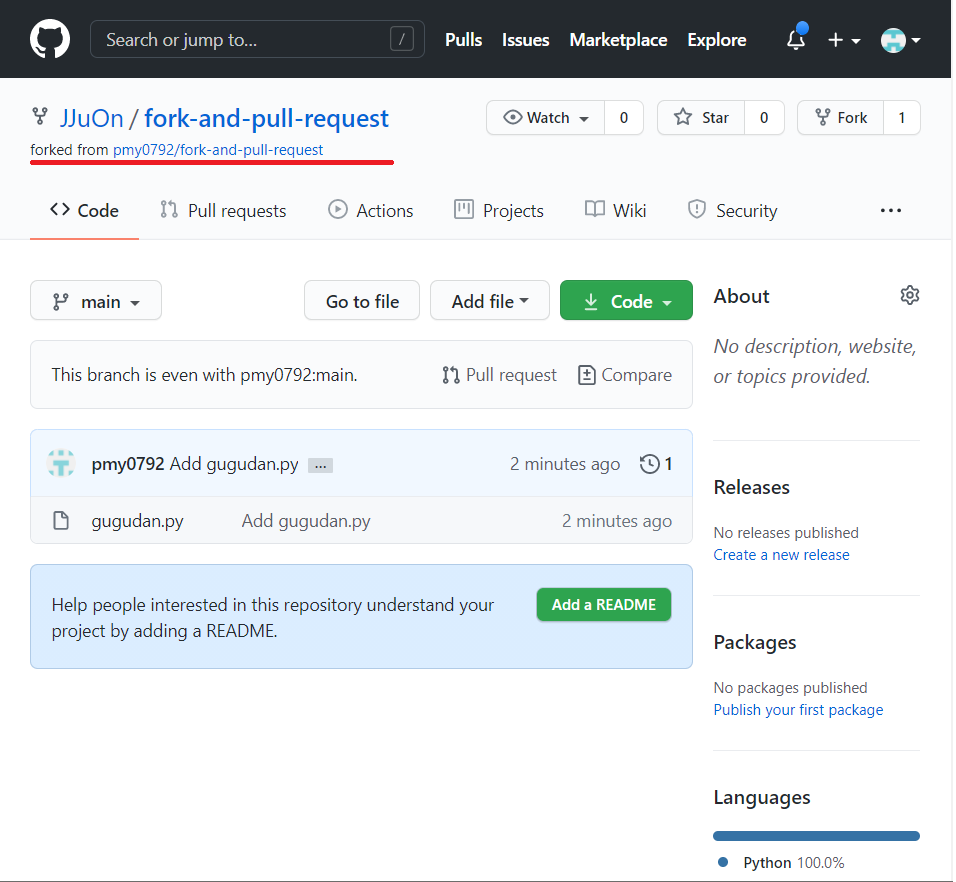 Search or jump to... / Pulls Issues Marketplace Explore
JJuOn / fork-and-pull-request Watch 0 Star 0 Fork 1
forked from pmy0792/fork-and-pull-request
Code Pull requests Actions Projects Wiki Security ...
main Go to file Add file Code
About
No description, website,
or topics provided.
This branch is even with pmy0792:main. Pull request Compare
pmy0792 Add gugudan.py ... 2 minutes ago 1
gugudan.py Add gugudan.py 2 minutes ago
Help people interested in this repository understand your
project by adding a README.
Add a README
Releases
No releases published
Create a new release
Packages
No packages published
Publish your first package
Languages
Python 100.0%